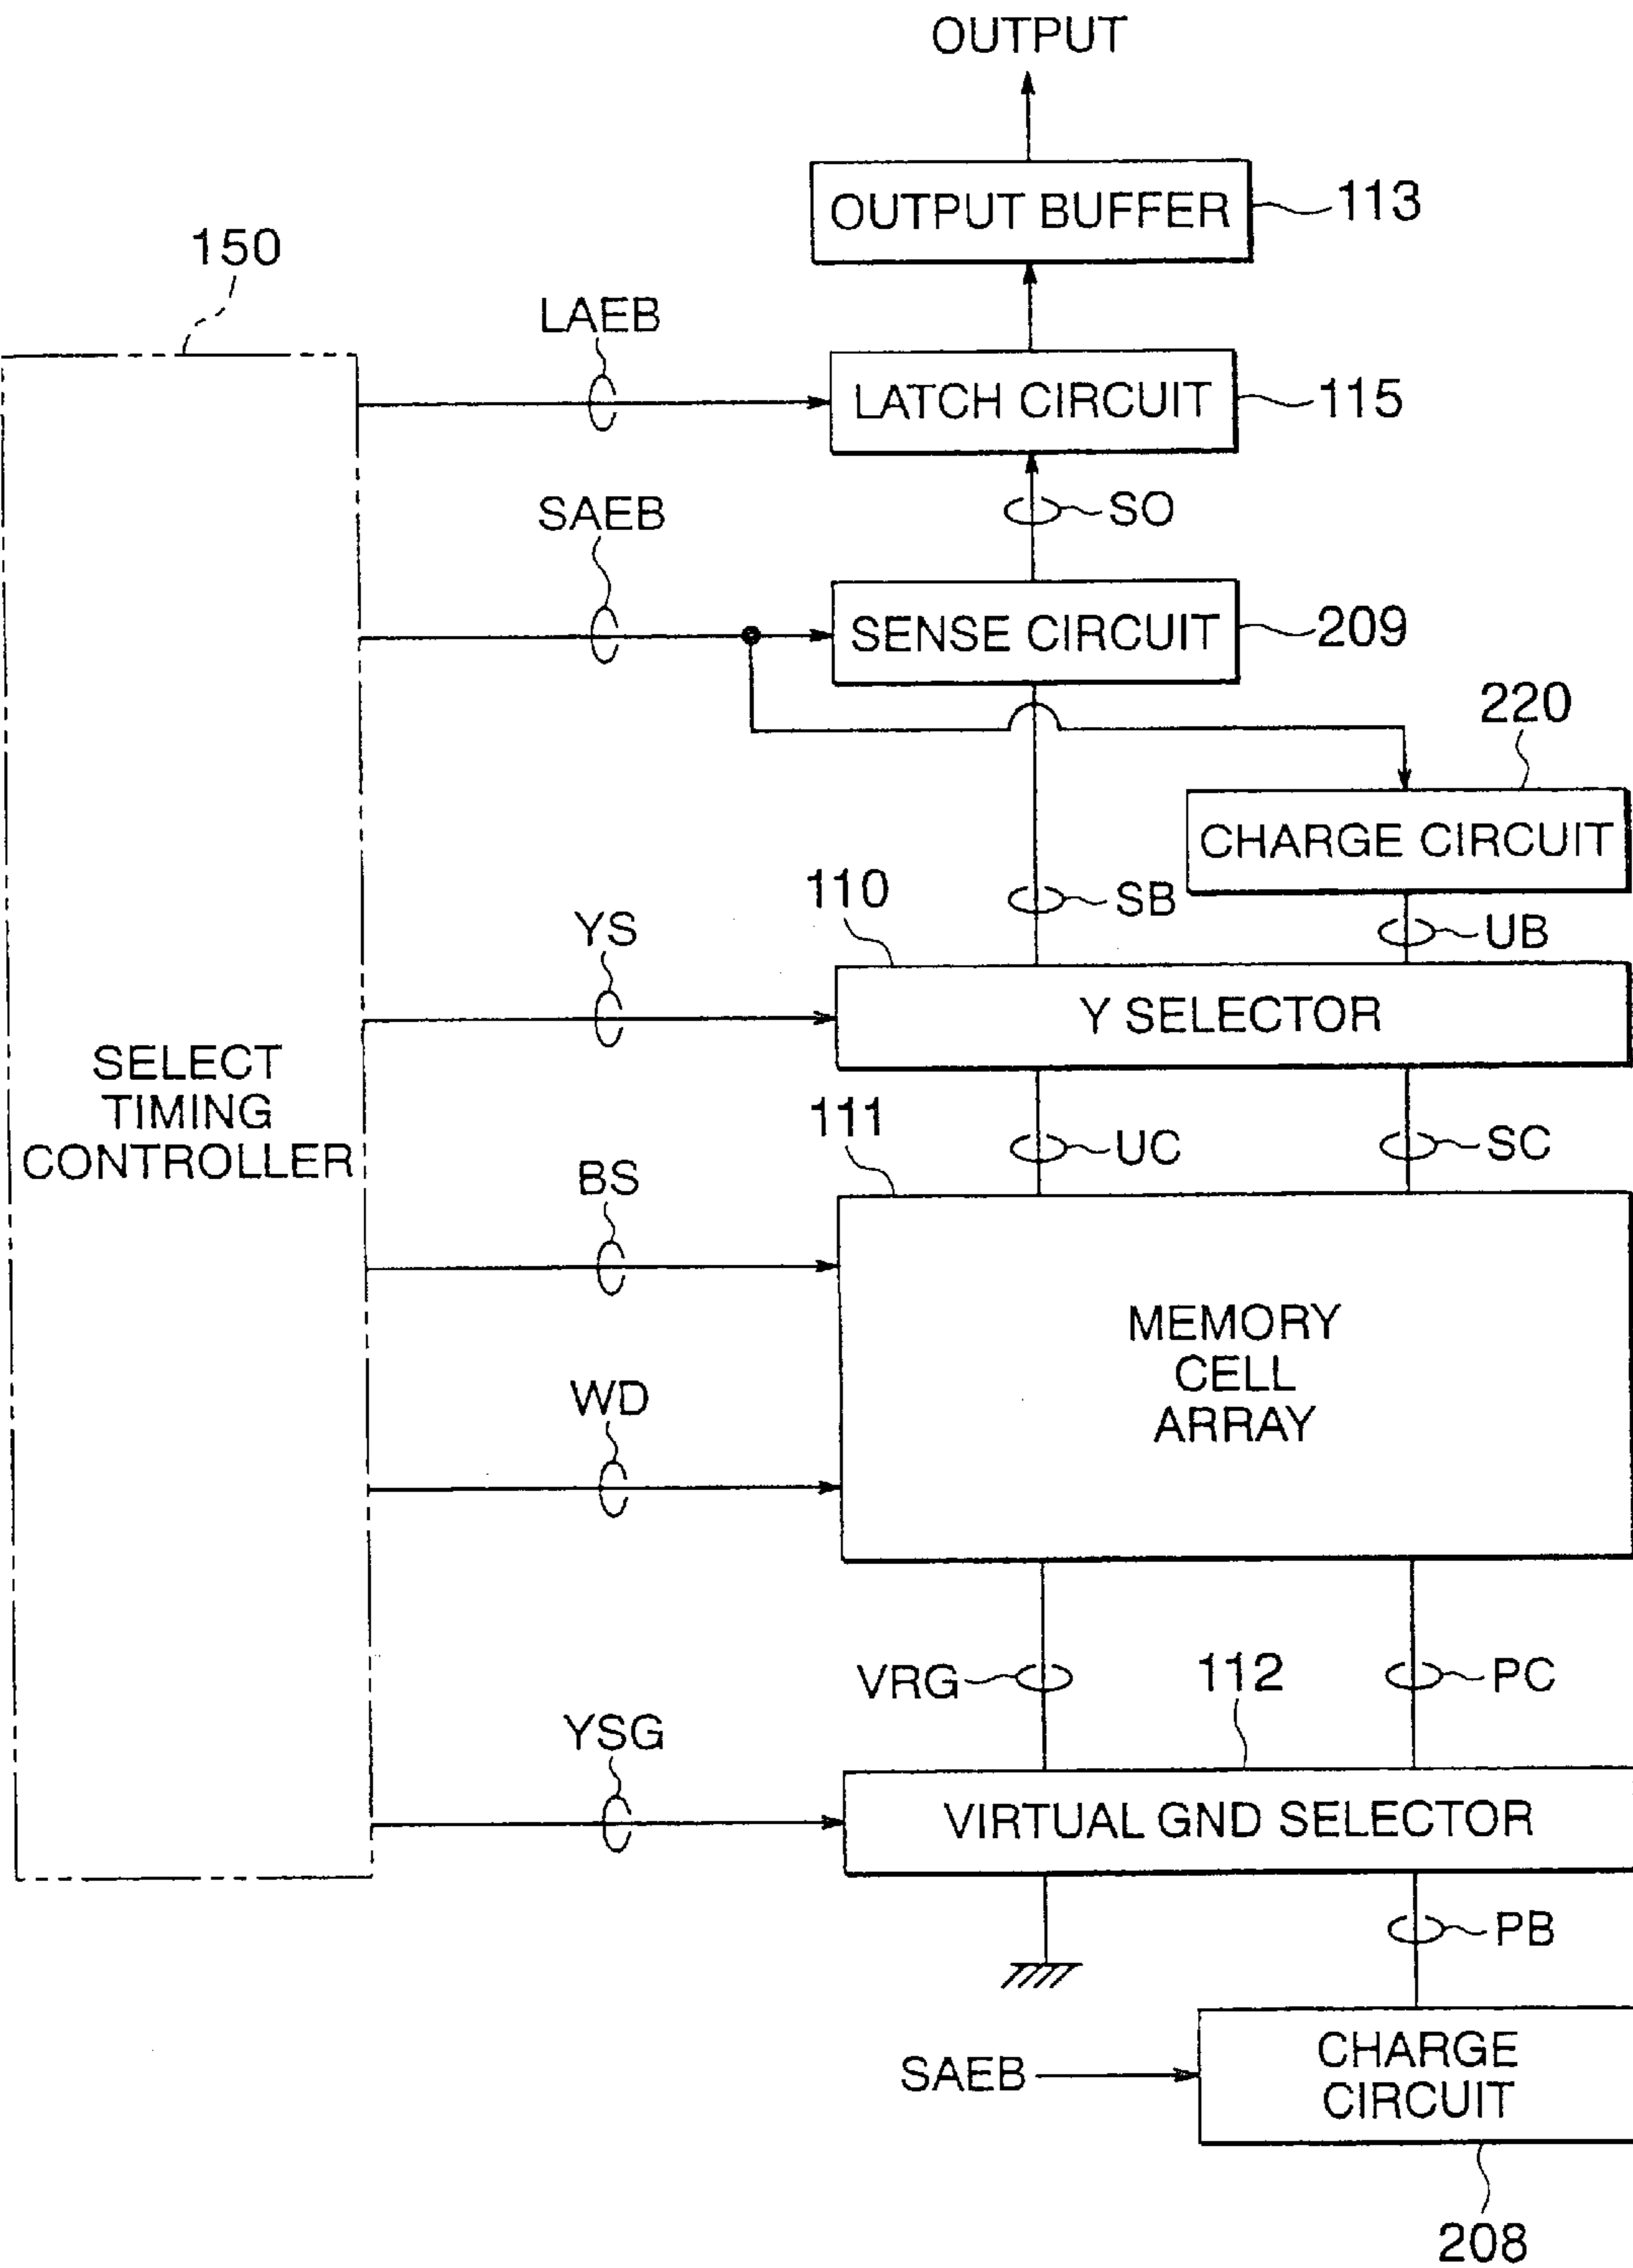 OUTPUT
OUTPUT BUFFER
113
150
LAEB
LATCH CIRCUIT
115
SO
SAEB
SENSE CIRCUIT
209
220
CHARGE CIRCUIT
110
SB
UB
YS
Y SELECTOR
SELECT
TIMING
CONTROLLER
111
UC
SC
BS
MEMORY
CELL
ARRAY
WD
VRG
112
PC
YSG
VIRTUAL GND SELECTOR
PB
SAEB
CHARGE
CIRCUIT
208